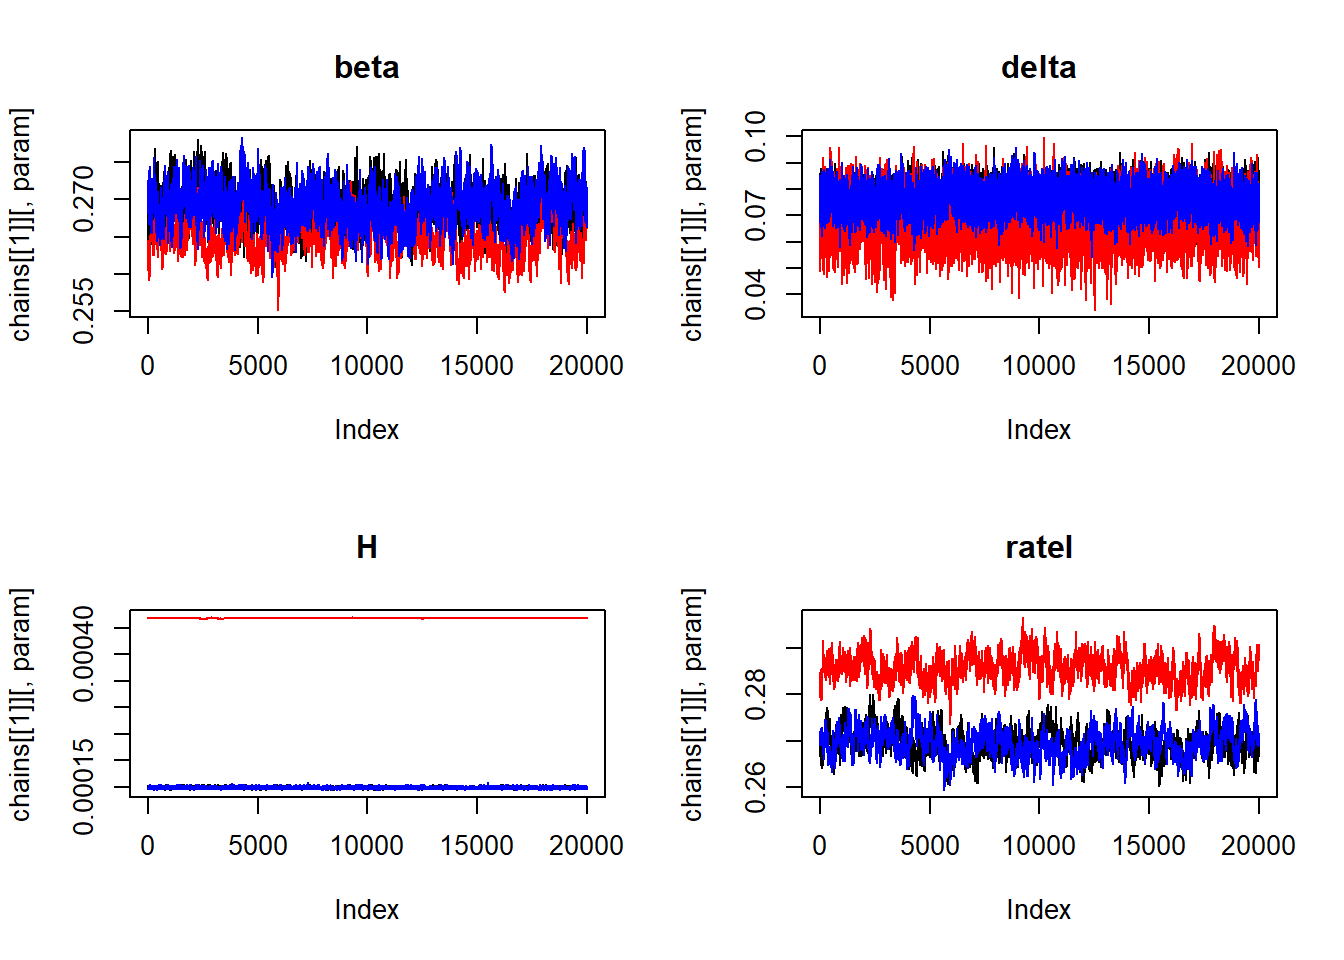 beta
chains[[1]][, param]
0.255 0.270
0 5000 10000 15000 20000
Index
delta
chains[[1]][, param]
0.04 0.07 0.10
0 5000 10000 15000 20000
Index
H
chains[[1]][, param]
0.00015 0.00040
0 5000 10000 15000 20000
Index
rateI
chains[[1]][, param]
0.26 0.28
0 5000 10000 15000 20000
Index